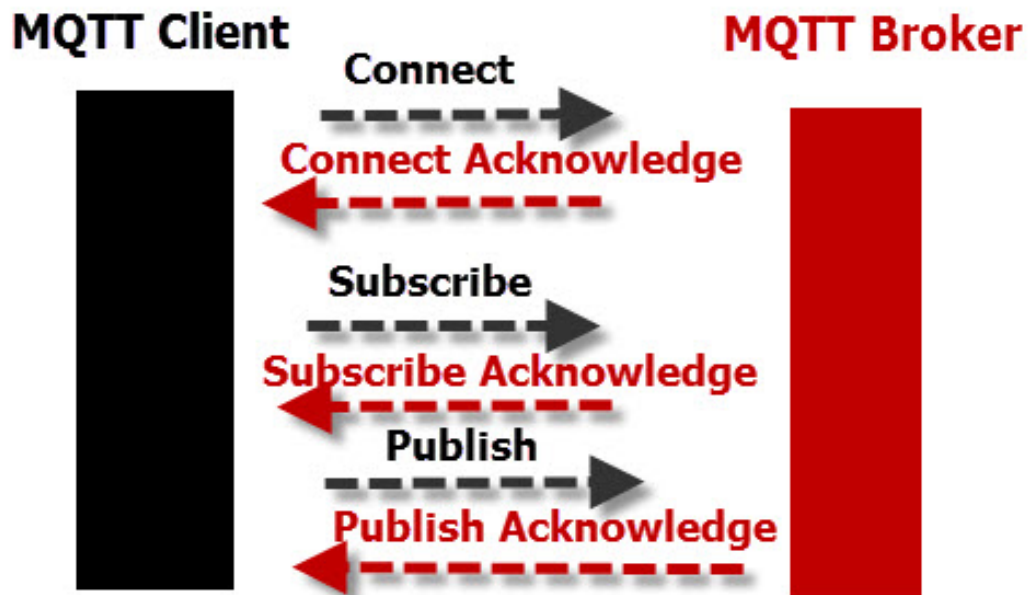 MQTT Client
MQTT Broker
Connect
Connect Acknowledge
Subscribe
Subscribe Acknowledge
Publish
Publish Acknowledge